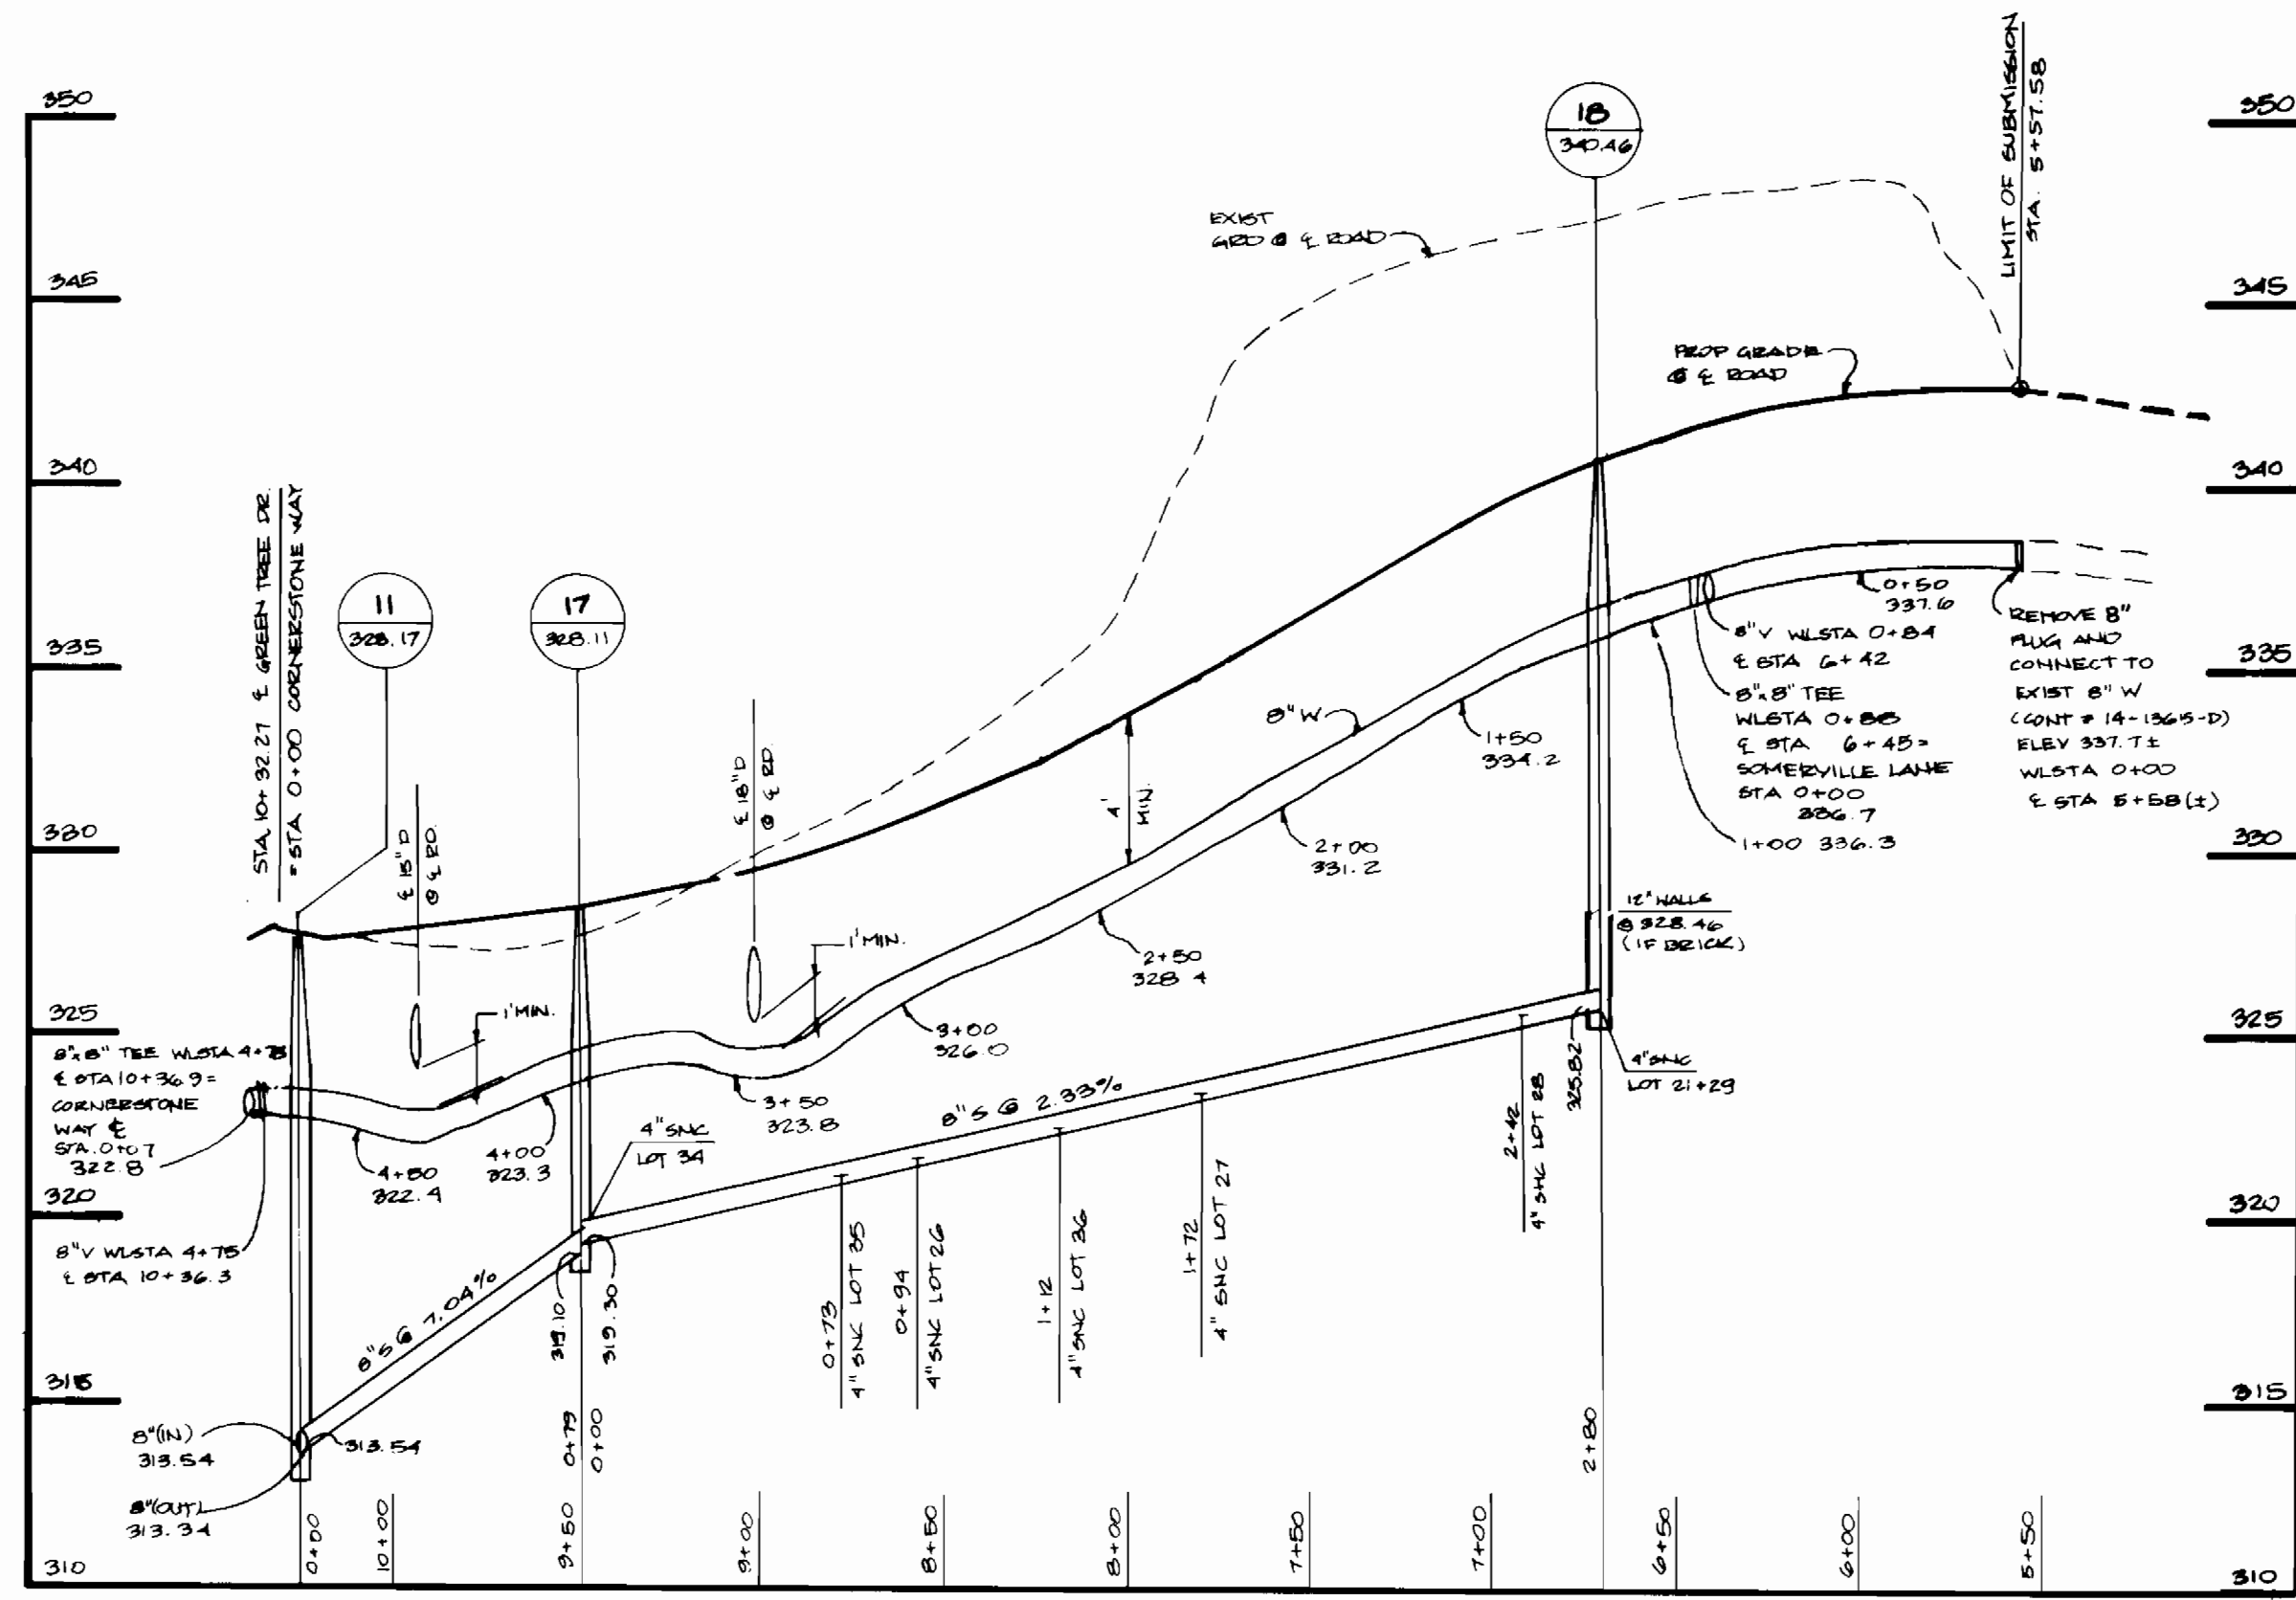 350
345
340
335
330
325
320
315
310
350
345
340
335
330
325
320
315
310
STA 10+32.27 ℄ GREEN TREE DR.
= STA 0+00 CORNERSTONE WAY
11
328.17
17
328.11
18
340.46
LIMIT OF SUBMISSION
STA. 5+57.58
EXIST
GRD @ ℄ ROAD
PROP GRADE
@ ℄ ROAD
℄ 15"D
@ ℄ RD.
℄ 18"D
@ ℄ RD.
1' MIN.
1' MIN.
4'
MIN.
8" W
8"x8" TEE WLSTA 4+75
℄ STA 10+36.9=
CORNERSTONE
WAY ℄
STA. 0+07
322.8
8"V WLSTA 4+75
℄ STA 10+36.3
4+50
322.4
4+00
323.3
3+50
323.8
3+00
326.0
2+50
328.4
2+00
331.2
1+50
334.2
1+00 336.3
0+50
337.6
8"V WLSTA 0+84
℄ STA 6+42
8"x8" TEE
WLSTA 0+88
℄ STA 6+45=
SOMERVILLE LANE
STA 0+00
336.7
REMOVE 8"
PLUG AND
CONNECT TO
EXIST 8" W
(CONT # 14-1365-D)
ELEV 337.7±
WLSTA 0+00
℄ STA 5+58(±)
12" WALLS
@ 328.46
(IF BRICK)
4" SHC
LOT 21+29
4" SHC
LOT 34
8" S @ 2.33%
8" S @ 7.04%
319.10
319.30
325.82
0+73
4" SHC LOT 35
0+94
4" SHC LOT 26
1+12
4" SHC LOT 36
1+72
4" SHC LOT 27
2+42
4" SHC LOT 28
8"(IN)
313.54
313.54
8"(OUT)
313.34
0+79
0+00
2+80
0+00
10+00
9+50
9+00
8+50
8+00
7+50
7+00
6+50
6+00
5+50